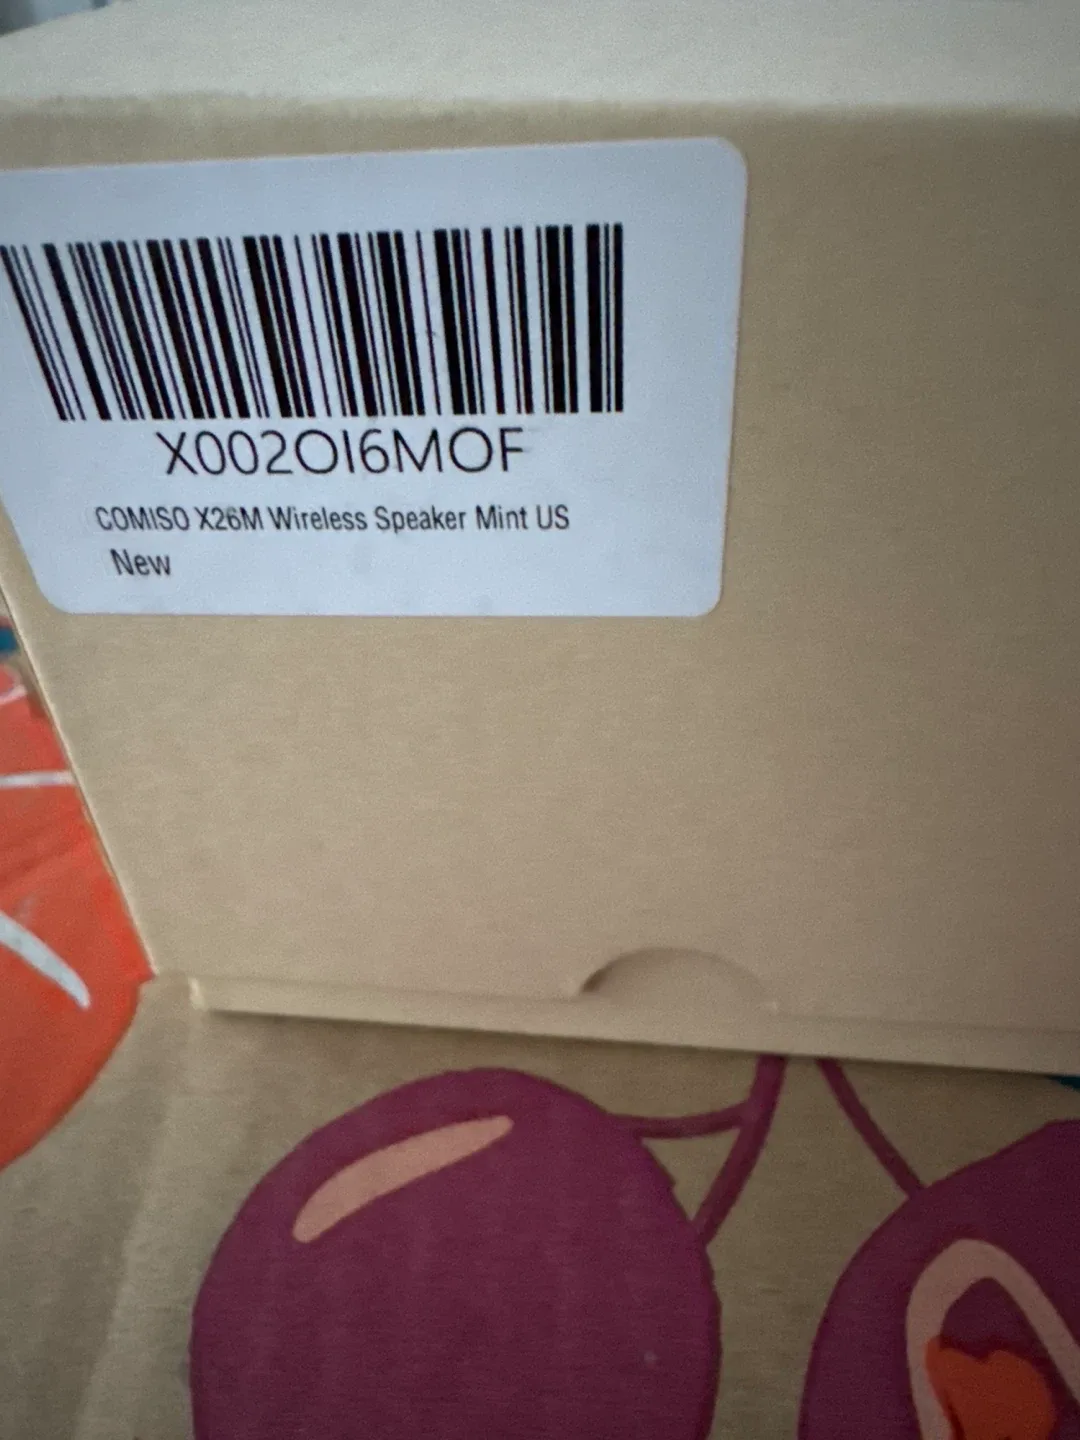 X002OI6MOF
COMISO X26M Wireless Speaker Mint US
New